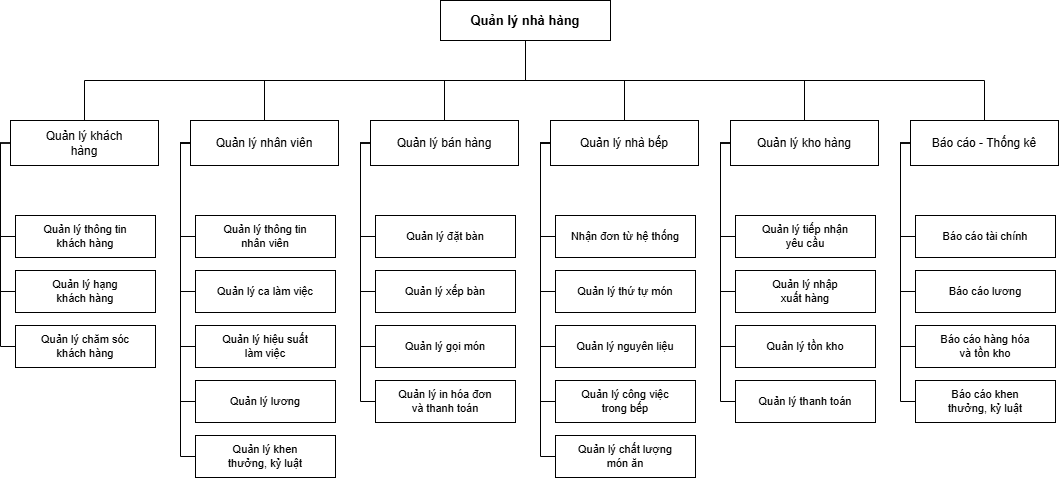 Quản lý nhà hàng
Quản lý khách
hàng
Quản lý nhân viên
Quản lý bán hàng
Quản lý nhà bếp
Quản lý kho hàng
Báo cáo - Thống kê
Quản lý thông tin
khách hàng
Quản lý hạng
khách hàng
Quản lý chăm sóc
khách hàng
Quản lý thông tin
nhân viên
Quản lý ca làm việc
Quản lý hiệu suất
làm việc
Quản lý lương
Quản lý khen
thưởng, kỷ luật
Quản lý đặt bàn
Quản lý xếp bàn
Quản lý gọi món
Quản lý in hóa đơn
và thanh toán
Nhận đơn từ hệ thống
Quản lý thứ tự món
Quản lý nguyên liệu
Quản lý công việc
trong bếp
Quản lý chất lượng
món ăn
Quản lý tiếp nhận
yêu cầu
Quản lý nhập
xuất hàng
Quản lý tồn kho
Quản lý thanh toán
Báo cáo tài chính
Báo cáo lương
Báo cáo hàng hóa
và tồn kho
Báo cáo khen
thưởng, kỷ luật